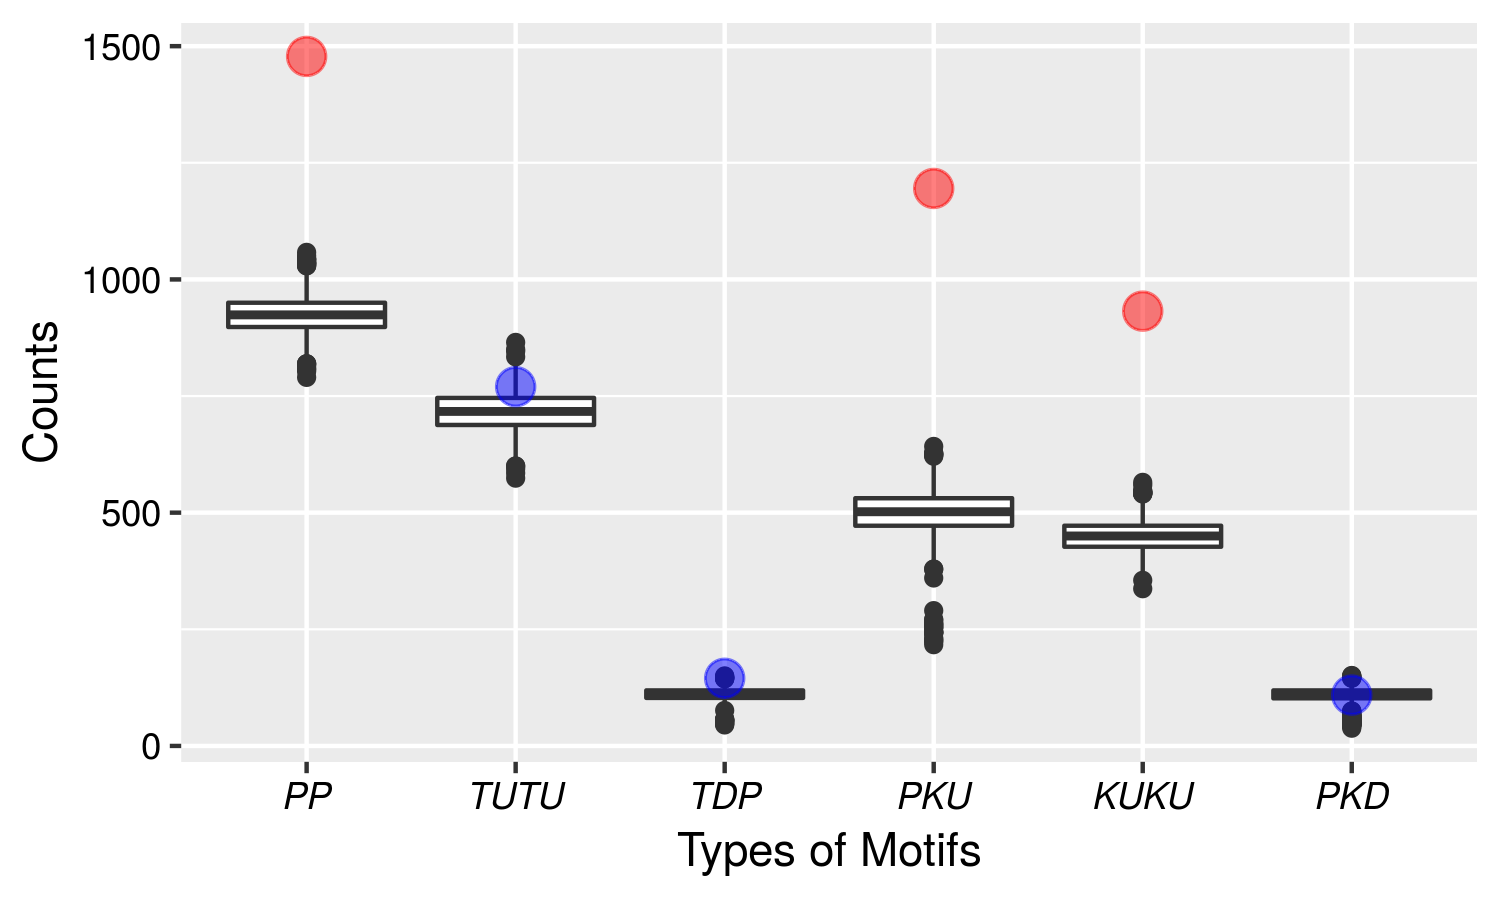 1500
1000
500
0
Counts
PP TUTU TDP PKU KUKU PKD
Types of Motifs